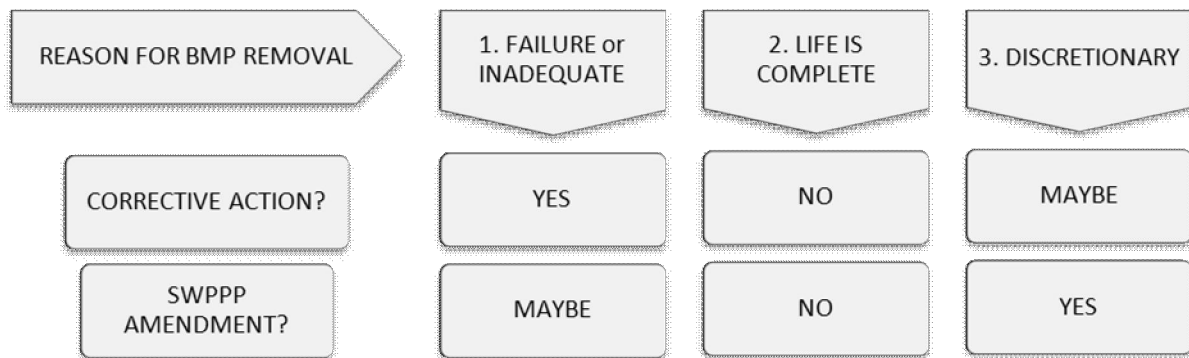 REASON FOR BMP REMOVAL
1. FAILURE or
INADEQUATE
2. LIFE IS
COMPLETE
3. DISCRETIONARY
CORRECTIVE ACTION?
YES
NO
MAYBE
SWPPP
AMENDMENT?
MAYBE
NO
YES